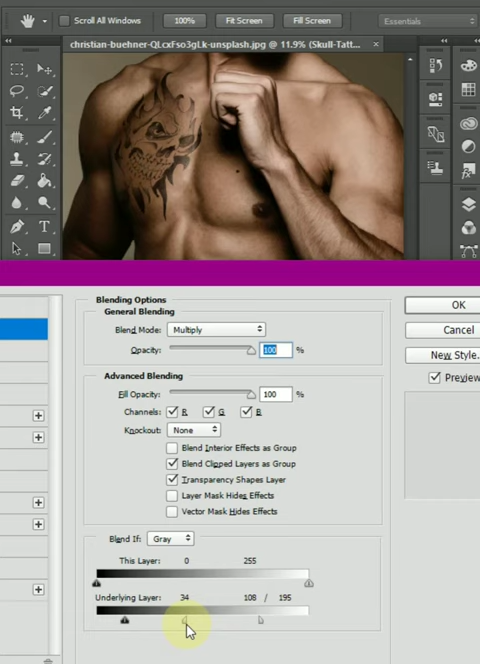 Scroll All Windows 100% Fit Screen Fill Screen Essentials
christian-buehner-QLcxFso3gLk-unsplash.jpg @ 11.9% (Skull-Tatt... ×
Blending Options
General Blending
Blend Mode: Multiply
Opacity: 100 %
Advanced Blending
Fill Opacity: 100 %
Channels: R G B
Knockout: None
Blend Interior Effects as Group
Blend Clipped Layers as Group
Transparency Shapes Layer
Layer Mask Hides Effects
Vector Mask Hides Effects
Blend If: Gray
This Layer: 0 255
Underlying Layer: 34 108 / 195
OK
Cancel
New Style..
Preview